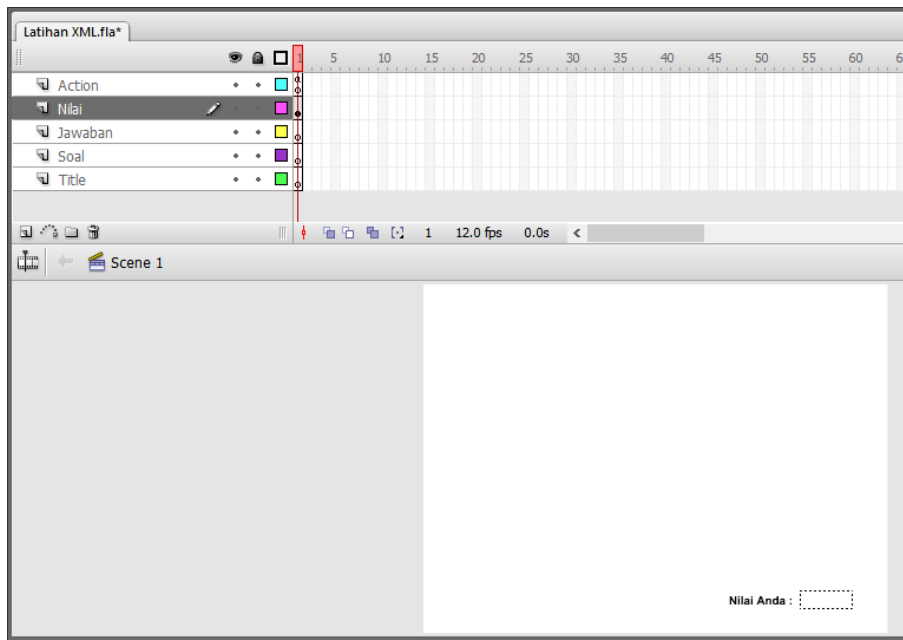 Latihan XML.fla*
1 5 10 15 20 25 30 35 40 45 50 55 60 6
Action
Nilai
Jawaban
Soal
Title
1 12.0 fps 0.0s
Scene 1
Nilai Anda :